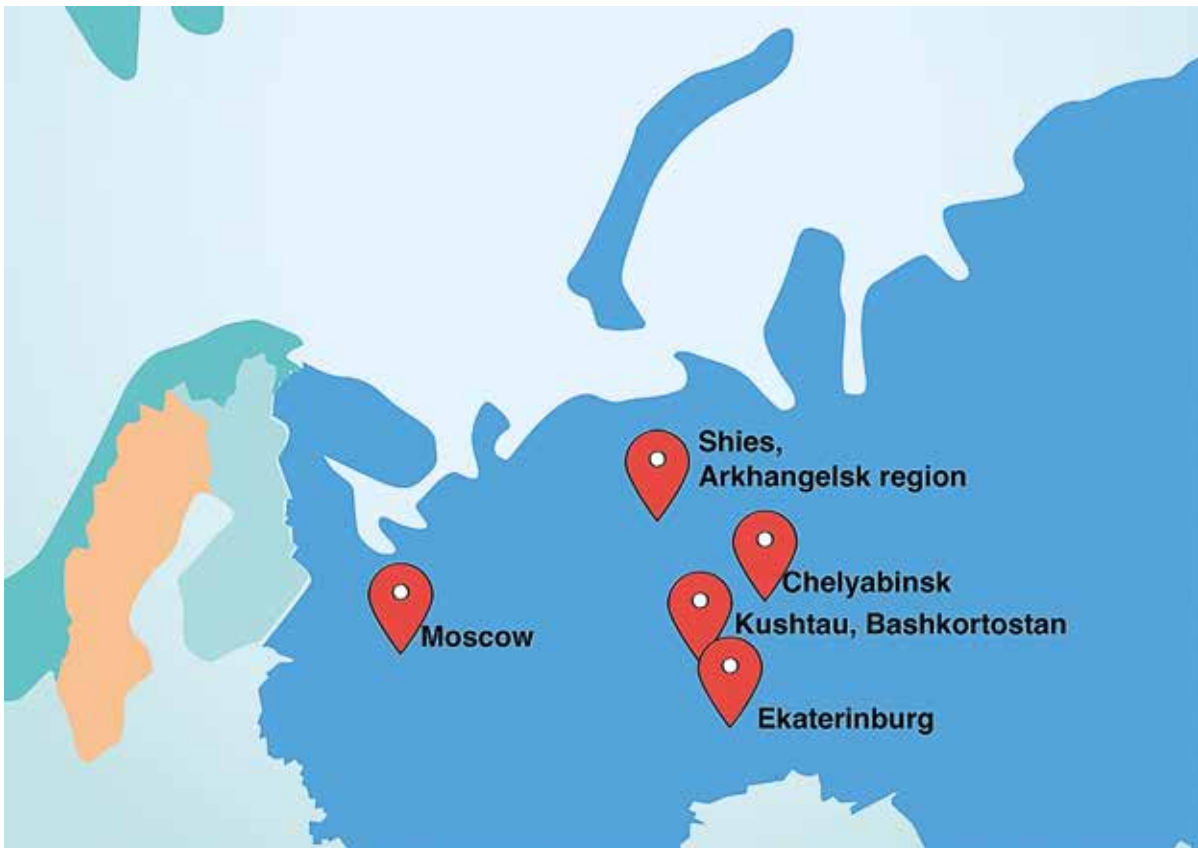 Shies,
Arkhangelsk region
Chelyabinsk
Kushtau, Bashkortostan
Moscow
Ekaterinburg